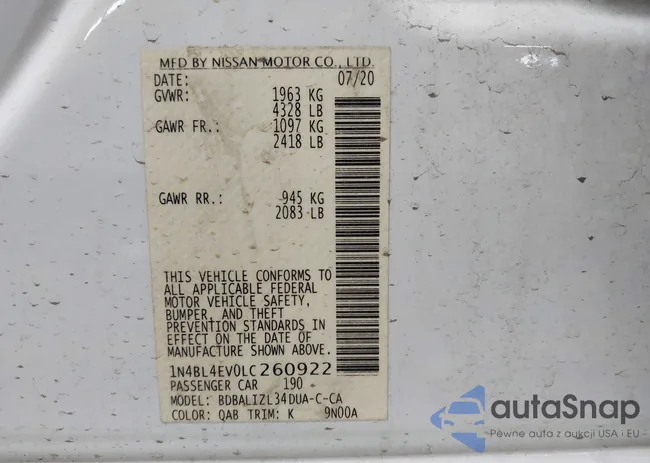 MFD BY NISSAN MOTOR CO., LTD.
DATE: 07/20
GVWR: 1963 KG
4328 LB
GAWR FR.: 1097 KG
2418 LB
GAWR RR.: 945 KG
2083 LB
THIS VEHICLE CONFORMS TO
ALL APPLICABLE FEDERAL
MOTOR VEHICLE SAFETY,
BUMPER, AND THEFT
PREVENTION STANDARDS IN
EFFECT ON THE DATE OF
MANUFACTURE SHOWN ABOVE.
1N4BL4EV0LC260922
PASSENGER CAR 190
MODEL: BDBALIZL34DUA-C-CA
COLOR: QAB TRIM: K 9N00A
autoSnap
Pewne auta z aukcji USA i EU